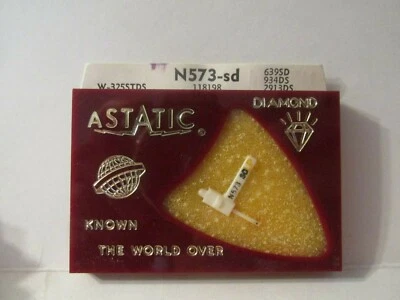 N573-sd
639SD
934DS
W-325STDS 118198 2913DS
ASTATIC
DIAMOND
N573 SD
KNOWN
THE WORLD OVER